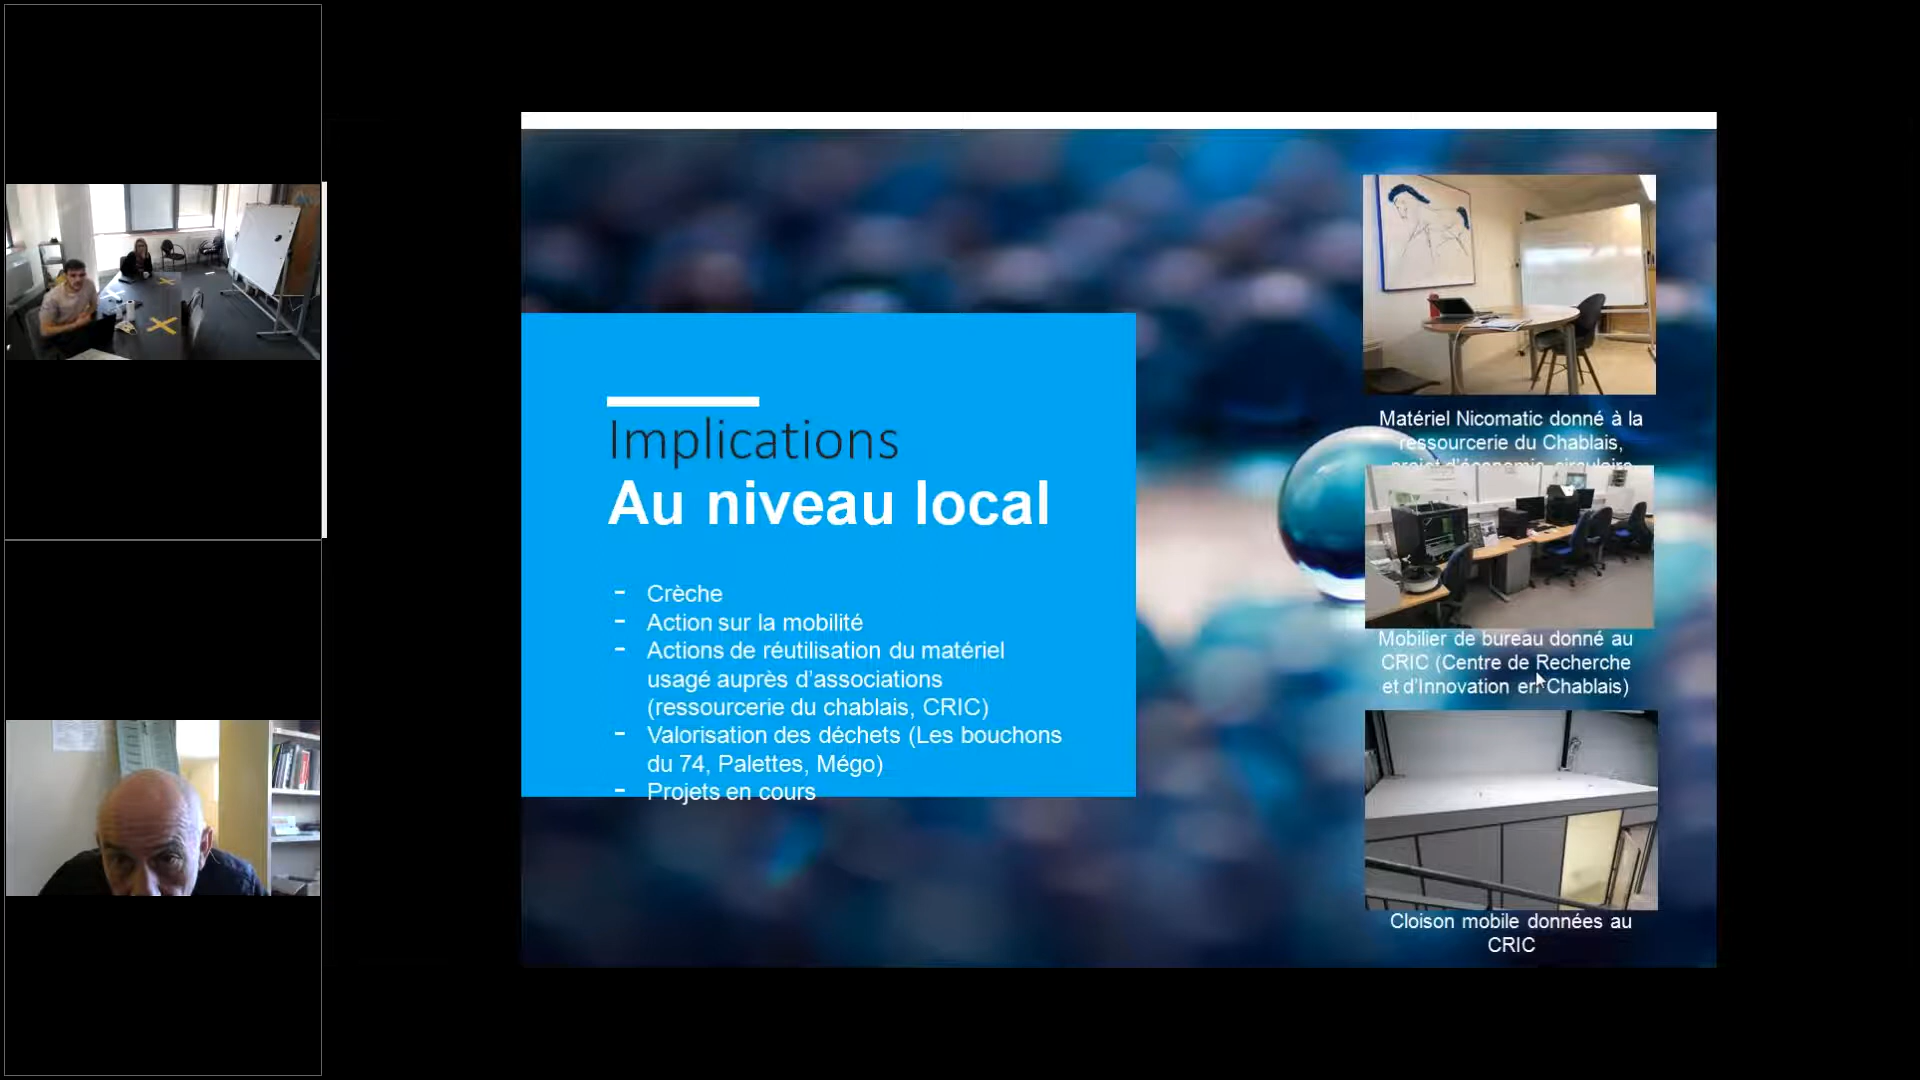 Implications
Au niveau local
- Crèche
- Action sur la mobilité
- Actions de réutilisation du matériel
usagé auprès d'associations
(ressourcerie du chablais, CRIC)
- Valorisation des déchets (Les bouchons
du 74, Palettes, Mégo)
- Projets en cours
Matériel Nicomatic donné à la
ressourcerie du Chablais,
projet d'économie circulaire
Mobilier de bureau donné au
CRIC (Centre de Recherche
et d'Innovation en Chablais)
Cloison mobile données au
CRIC